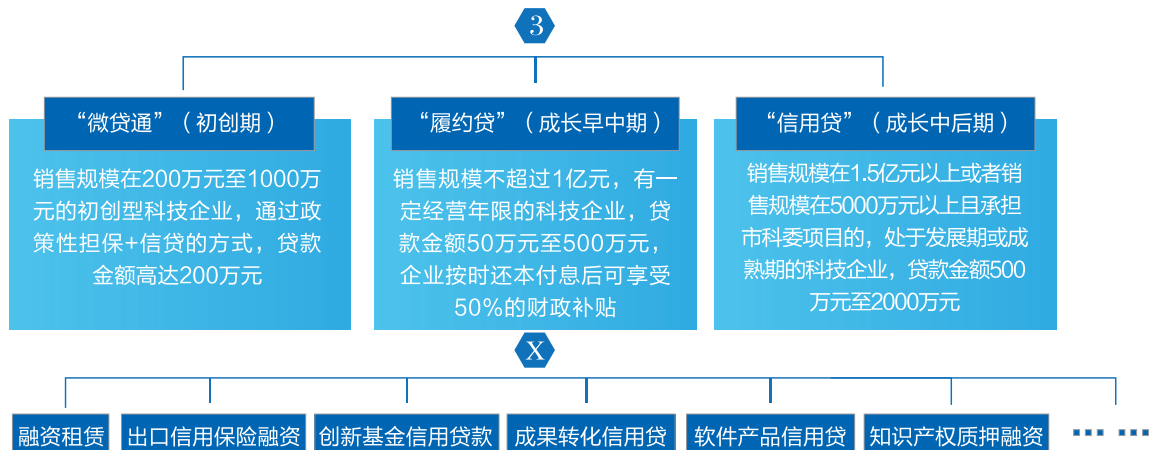 3
“微贷通”（初创期）
销售规模在200万元至1000万
元的初创型科技企业，通过政
策性担保+信贷的方式，贷款
金额高达200万元
“履约贷”（成长早中期）
销售规模不超过1亿元，有一
定经营年限的科技企业，贷
款金额50万元至500万元，
企业按时还本付息后可享受
50%的财政补贴
“信用贷”（成长中后期）
销售规模在1.5亿元以上或者销
售规模在5000万元以上且承担
市科委项目的，处于发展期或成
熟期的科技企业，贷款金额500
万元至2000万元
X
融资租赁
出口信用保险融资
创新基金信用贷款
成果转化信用贷
软件产品信用贷
知识产权质押融资
……